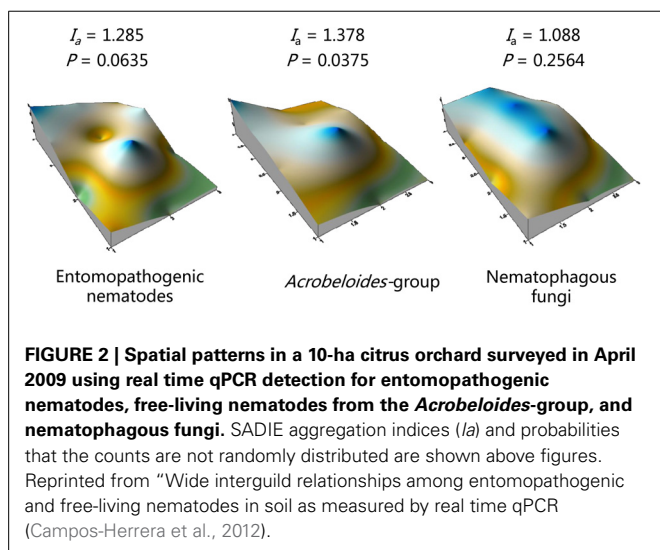 Ia = 1.285 Ia = 1.378 Ia = 1.088
P = 0.0635 P = 0.0375 P = 0.2564
Entomopathogenic nematodes
Acrobeloides-group
Nematophagous fungi
FIGURE 2 | Spatial patterns in a 10-ha citrus orchard surveyed in April
2009 using real time qPCR detection for entomopathogenic
nematodes, free-living nematodes from the Acrobeloides-group, and
nematophagous fungi. SADIE aggregation indices (Ia) and probabilities
that the counts are not randomly distributed are shown above figures.
Reprinted from “Wide interguild relationships among entomopathogenic
and free-living nematodes in soil as measured by real time qPCR
(Campos-Herrera et al., 2012).